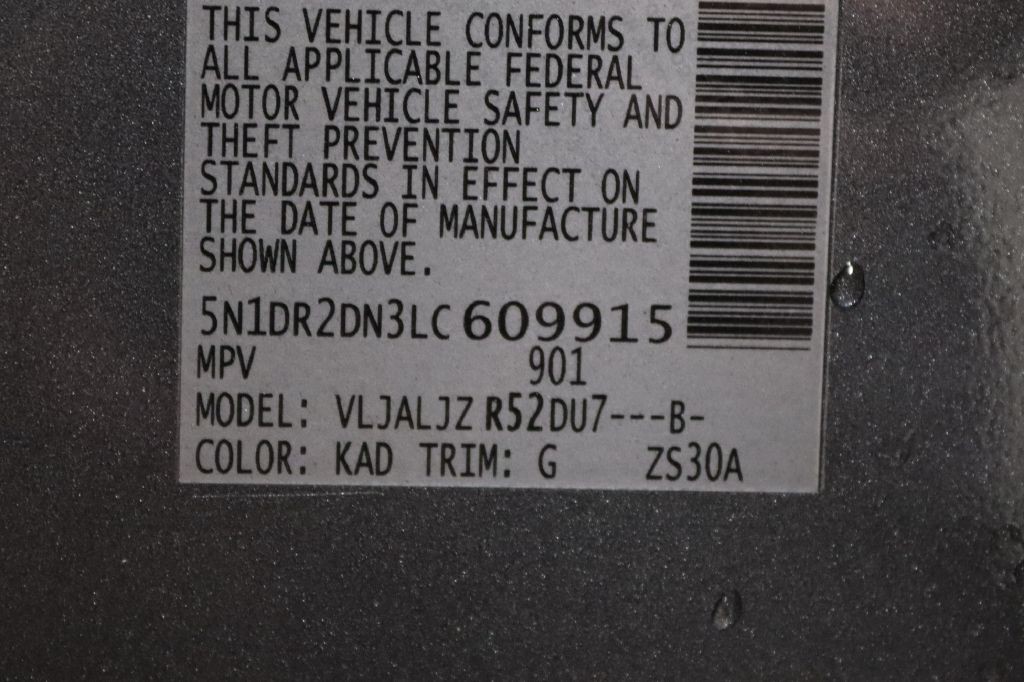 THIS VEHICLE CONFORMS TO
ALL APPLICABLE FEDERAL
MOTOR VEHICLE SAFETY AND
THEFT PREVENTION
STANDARDS IN EFFECT ON
THE DATE OF MANUFACTURE
SHOWN ABOVE.
5N1DR2DN3LC609915
MPV 901
MODEL: VLJALJZ R52DU7---B-
COLOR: KAD TRIM: G ZS30A